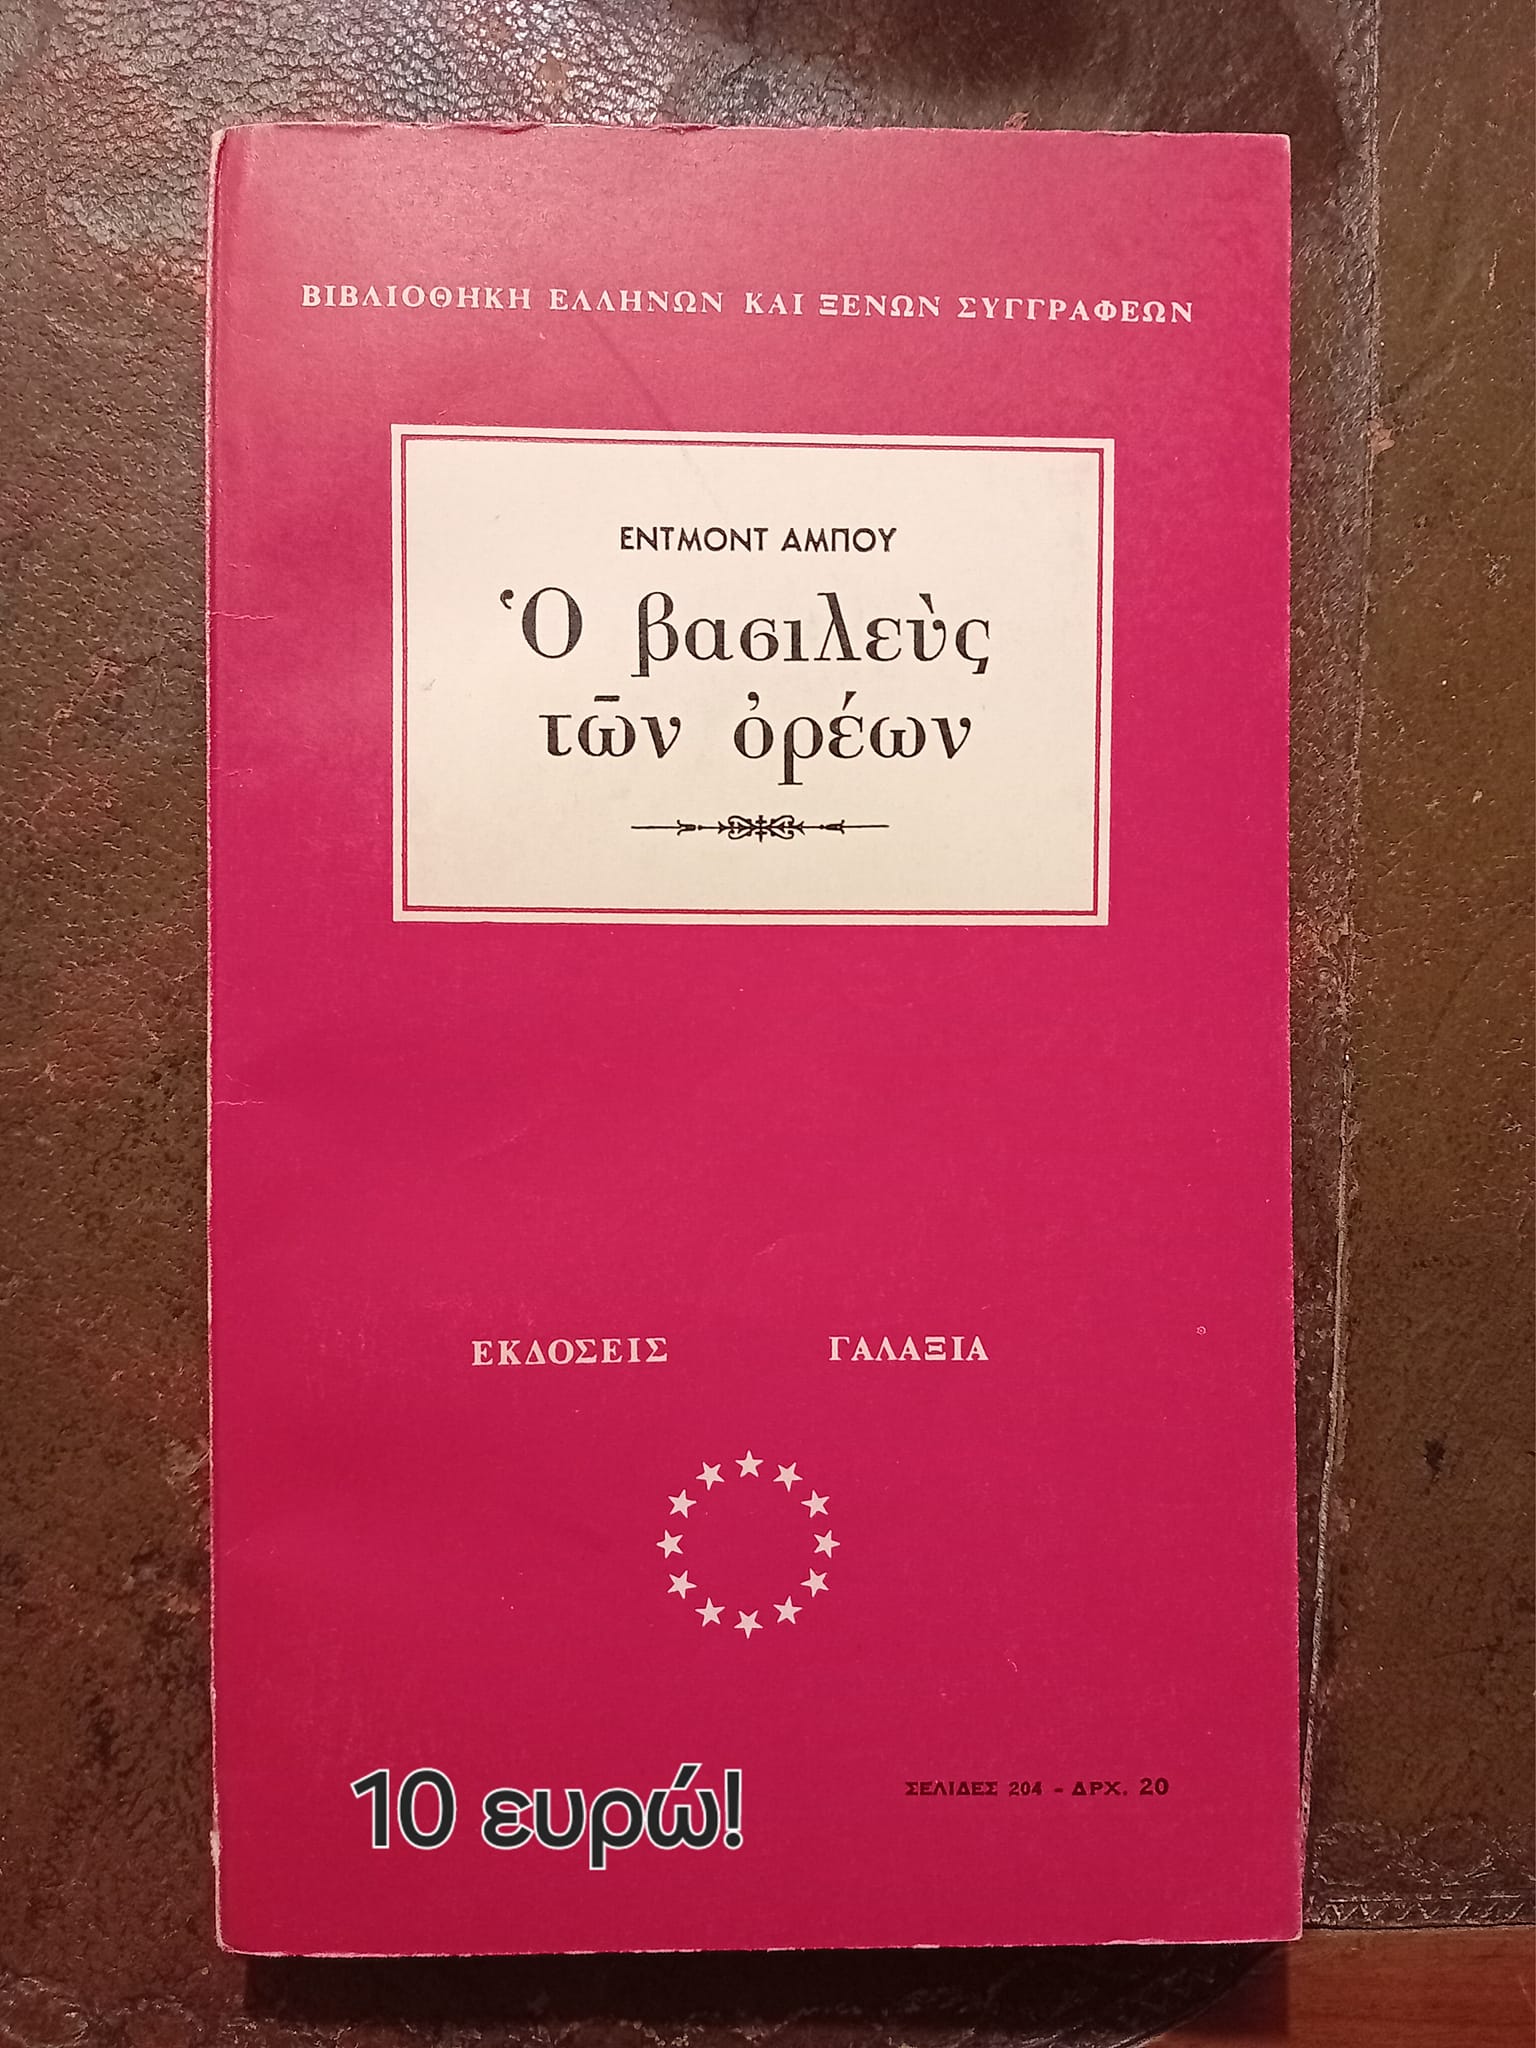 ΒΙΒΛΙΟΘΗΚΗ ΕΛΛΗΝΩΝ ΚΑΙ ΞΕΝΩΝ ΣΥΓΓΡΑΦΕΩΝ
ΕΝΤΜΟΝΤ ΑΜΠΟΥ
Ὁ βασιλεὺς
τῶν ὀρέων
ΕΚΔΟΣΕΙΣ ΓΑΛΑΞΙΑ
ΣΕΛΙΔΕΣ 204 - ΔΡΧ. 20
10 ευρώ!